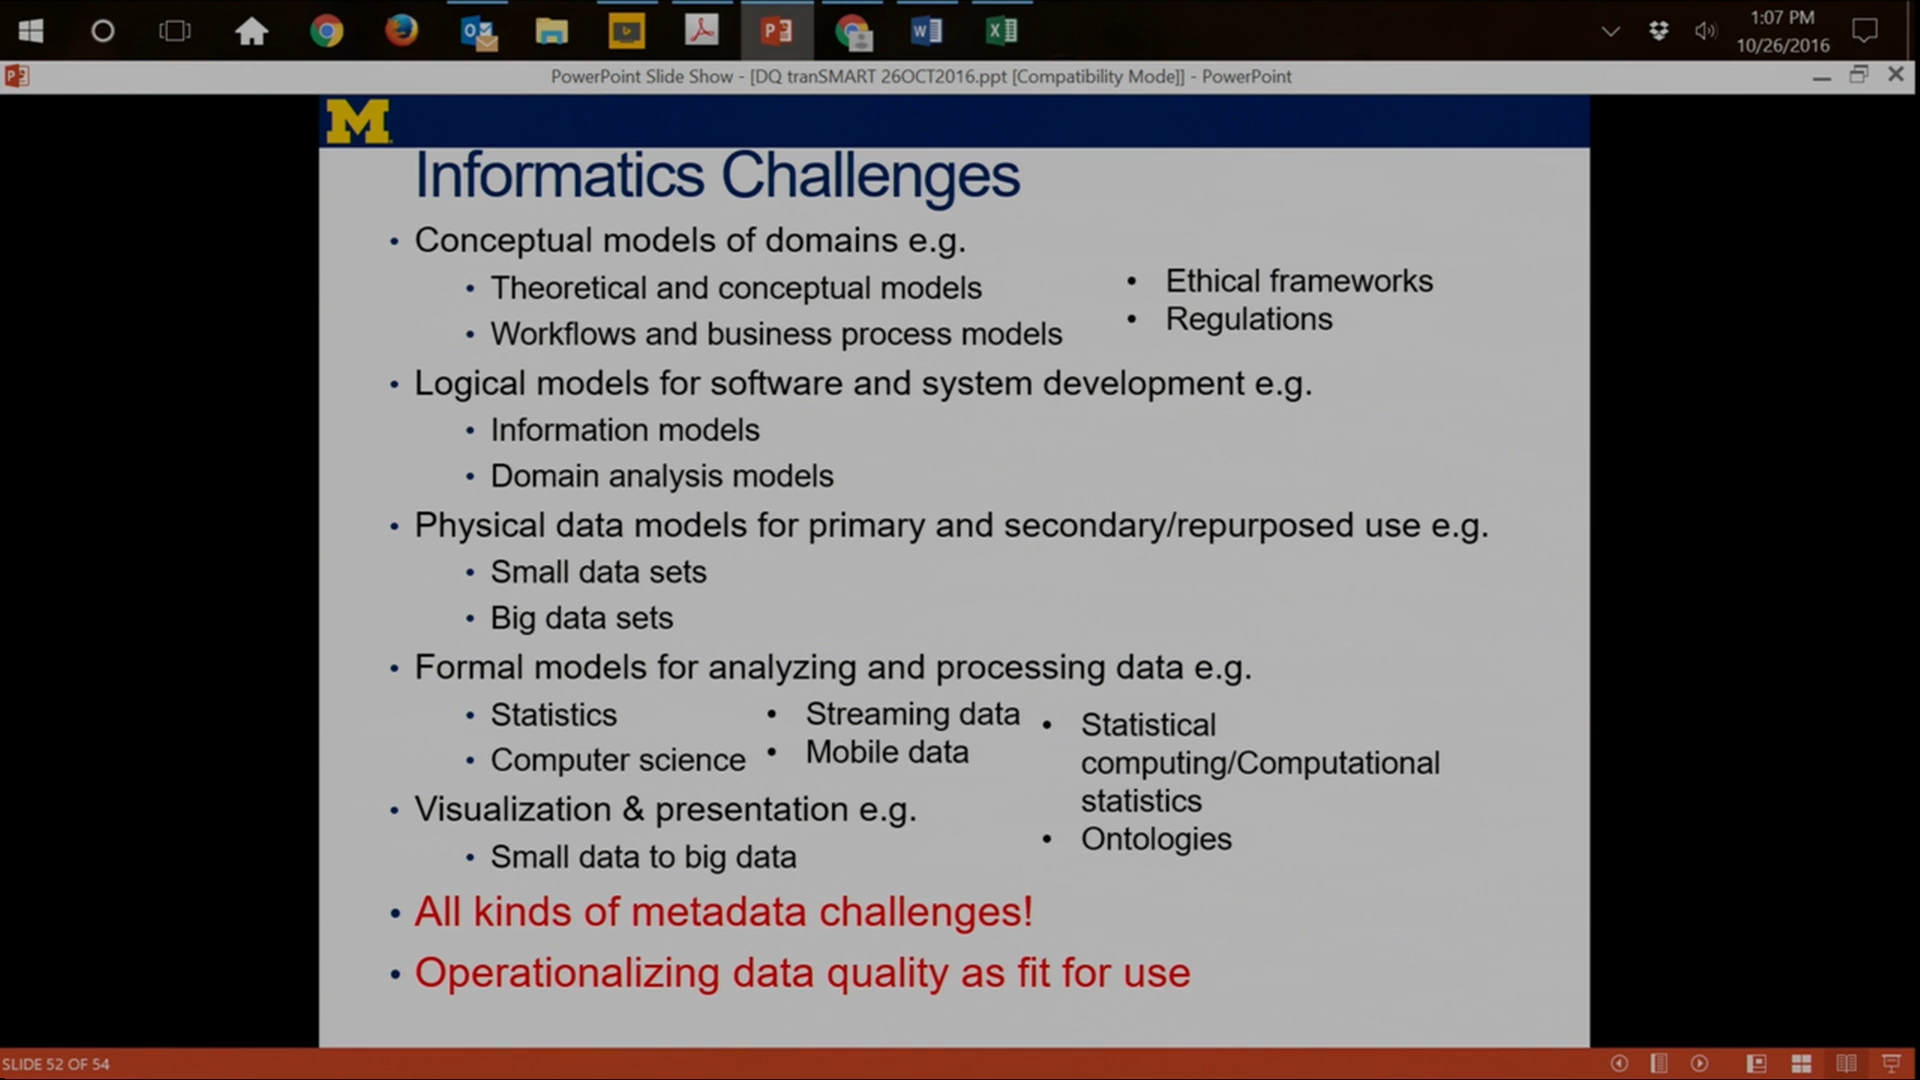 1:07 PM
10/26/2016
PowerPoint Slide Show - [DQ tranSMART 26OCT2016.ppt [Compatibility Mode]] - PowerPoint
M
Informatics Challenges
• Conceptual models of domains e.g.
• Theoretical and conceptual models
• Workflows and business process models
• Ethical frameworks
• Regulations
• Logical models for software and system development e.g.
• Information models
• Domain analysis models
• Physical data models for primary and secondary/repurposed use e.g.
• Small data sets
• Big data sets
• Formal models for analyzing and processing data e.g.
• Statistics
• Computer science
• Streaming data
• Mobile data
• Statistical
computing/Computational
statistics
• Ontologies
• Visualization & presentation e.g.
• Small data to big data
• All kinds of metadata challenges!
• Operationalizing data quality as fit for use
SLIDE 52 OF 54